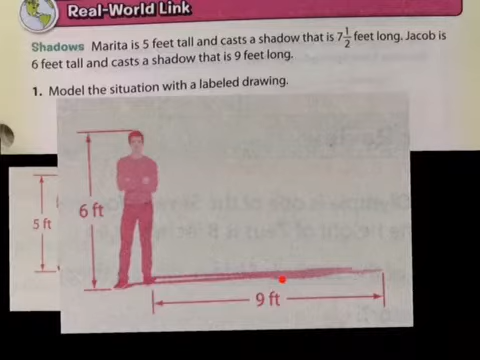 Real-World Link
Shadows Marita is 5 feet tall and casts a shadow that is 7 1/2 feet long. Jacob is
6 feet tall and casts a shadow that is 9 feet long.
1. Model the situation with a labeled drawing.
6 ft
5 ft
9 ft